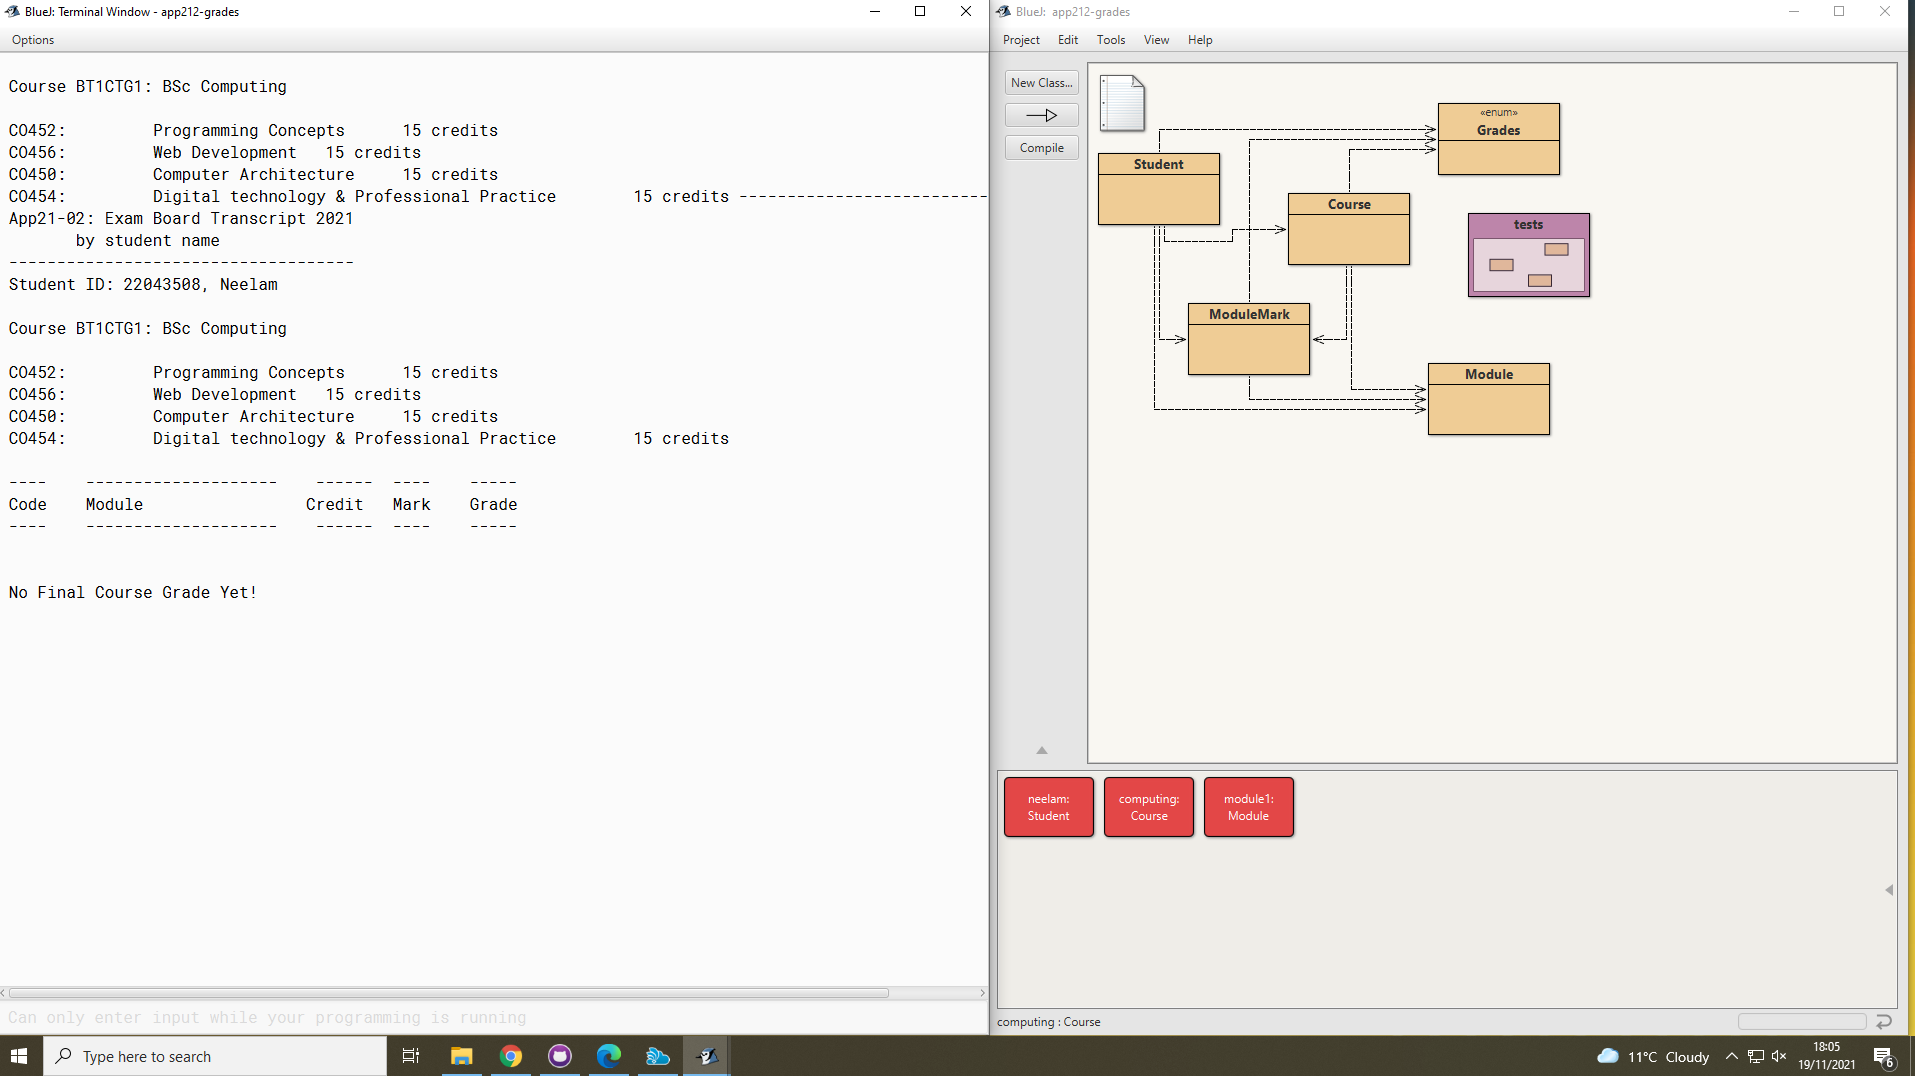 BlueJ: Terminal Window - app212-grades
Options
Course BT1CTG1: BSc Computing
CO452: Programming Concepts 15 credits
CO456: Web Development 15 credits
CO450: Computer Architecture 15 credits
CO454: Digital technology & Professional Practice 15 credits --------------------------
App21-02: Exam Board Transcript 2021
by student name
------------------------------------
Student ID: 22043508, Neelam
Course BT1CTG1: BSc Computing
CO452: Programming Concepts 15 credits
CO456: Web Development 15 credits
CO450: Computer Architecture 15 credits
CO454: Digital technology & Professional Practice 15 credits
---- -------------------- ------ ---- -----
Code Module Credit Mark Grade
---- -------------------- ------ ---- -----
No Final Course Grade Yet!
Can only enter input while your programming is running
BlueJ: app212-grades
Project Edit Tools View Help
New Class...
Compile
«enum»
Grades
Student
Course
tests
ModuleMark
Module
neelam:
Student
computing:
Course
module1:
Module
computing : Course
Type here to search
11°C Cloudy
18:05
19/11/2021
6